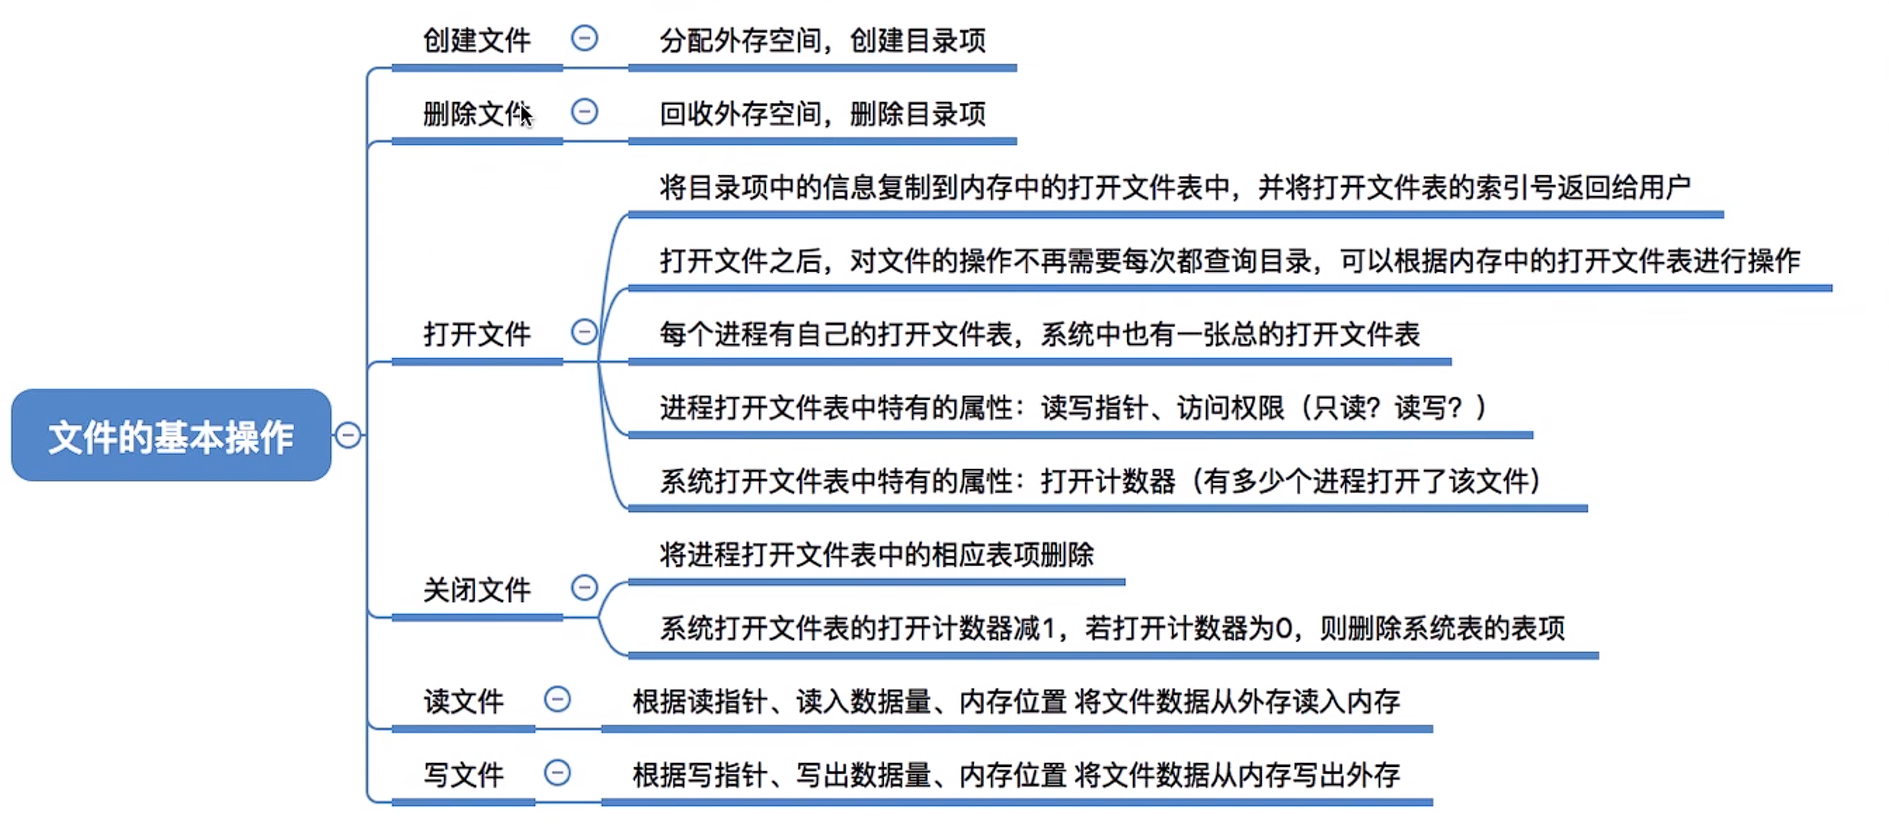 创建文件
分配外存空间，创建目录项
删除文件
回收外存空间，删除目录项
将目录项中的信息复制到内存中的打开文件表中，并将打开文件表的索引号返回给用户
打开文件之后，对文件的操作不再需要每次都查询目录，可以根据内存中的打开文件表进行操作
打开文件
每个进程有自己的打开文件表，系统中也有一张总的打开文件表
进程打开文件表中特有的属性：读写指针、访问权限（只读？读写？）
文件的基本操作
系统打开文件表中特有的属性：打开计数器（有多少个进程打开了该文件）
将进程打开文件表中的相应表项删除
关闭文件
系统打开文件表的打开计数器减1，若打开计数器为0，则删除系统表的表项
读文件
根据读指针、读入数据量、内存位置 将文件数据从外存读入内存
写文件
根据写指针、写出数据量、内存位置 将文件数据从内存写出外存